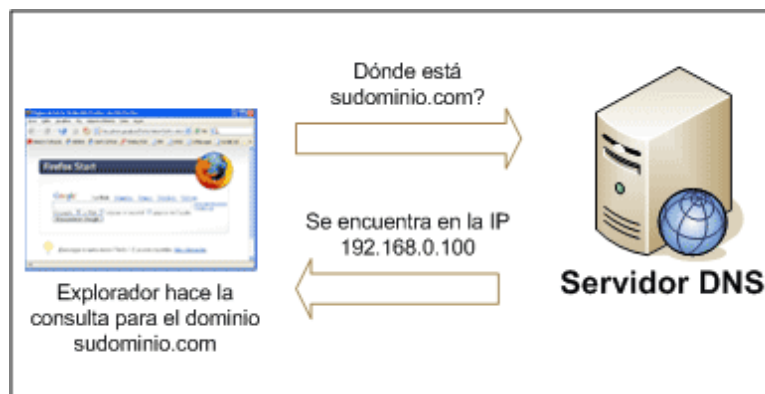 Dónde está
sudominio.com?
Firefox Start
Google
Se encuentra en la IP
192.168.0.100
Servidor DNS
Explorador hace la
consulta para el dominio
sudominio.com